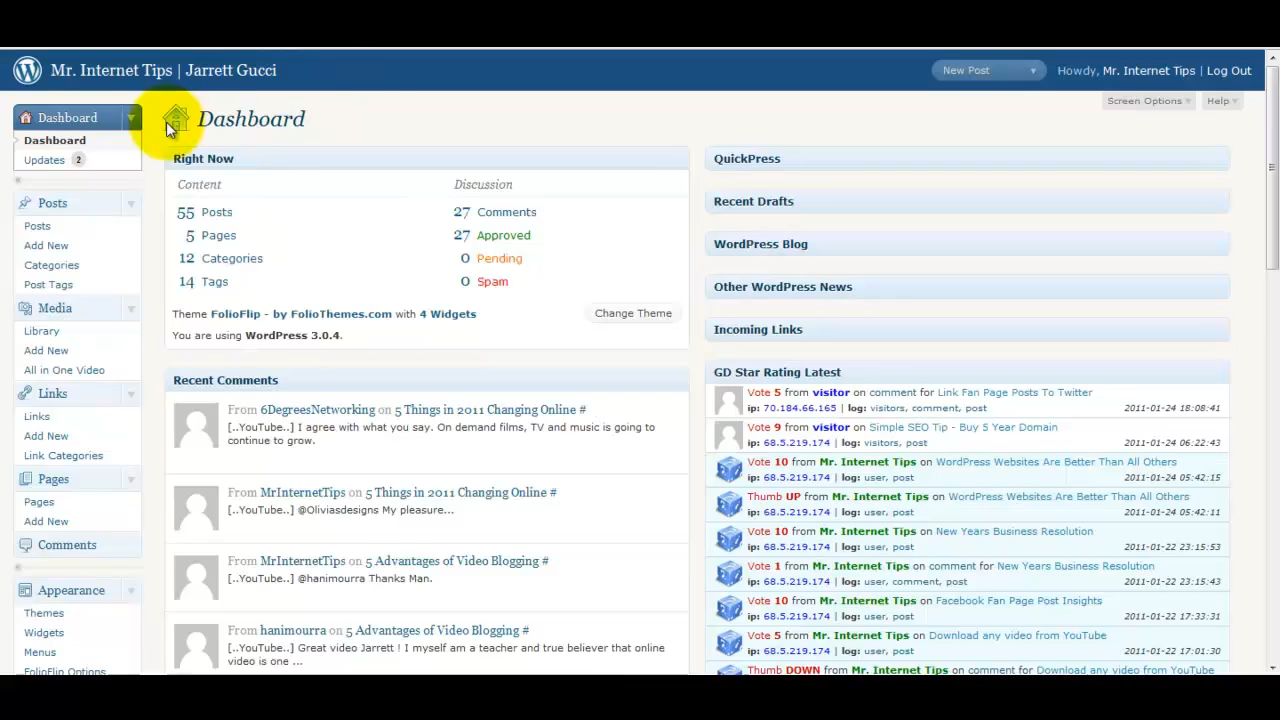 Mr. Internet Tips | Jarrett Gucci
New Post
Howdy, Mr. Internet Tips | Log Out
Screen Options
Help
Dashboard
Dashboard
Updates 2
Posts
Posts
Add New
Categories
Post Tags
Media
Library
Add New
All in One Video
Links
Links
Add New
Link Categories
Pages
Pages
Add New
Comments
Appearance
Themes
Widgets
Menus
FolioFlip Options
Dashboard
Right Now
Content
Discussion
55 Posts
27 Comments
5 Pages
27 Approved
12 Categories
0 Pending
14 Tags
0 Spam
Theme FolioFlip - by FolioThemes.com with 4 Widgets
Change Theme
You are using WordPress 3.0.4.
Recent Comments
From 6DegreesNetworking on 5 Things in 2011 Changing Online #
[..YouTube..] I agree with what you say. On demand films, TV and music is going to
continue to grow.
From MrInternetTips on 5 Things in 2011 Changing Online #
[..YouTube..] @Oliviasdesigns My pleasure...
From MrInternetTips on 5 Advantages of Video Blogging #
[..YouTube..] @hanimourra Thanks Man.
From hanimourra on 5 Advantages of Video Blogging #
[..YouTube..] Great video Jarrett ! I myself am a teacher and true believer that online
video is one ...
QuickPress
Recent Drafts
WordPress Blog
Other WordPress News
Incoming Links
GD Star Rating Latest
Vote 5 from visitor on comment for Link Fan Page Posts To Twitter
ip: 70.184.66.165 | log: visitors, comment, post 2011-01-24 18:08:41
Vote 9 from visitor on Simple SEO Tip - Buy 5 Year Domain
ip: 68.5.219.174 | log: visitors, post 2011-01-24 06:22:43
Vote 10 from Mr. Internet Tips on WordPress Websites Are Better Than All Others
ip: 68.5.219.174 | log: user, post 2011-01-24 05:42:15
Thumb UP from Mr. Internet Tips on WordPress Websites Are Better Than All Others
ip: 68.5.219.174 | log: user, post 2011-01-24 05:42:11
Vote 10 from Mr. Internet Tips on New Years Business Resolution
ip: 68.5.219.174 | log: user, post 2011-01-22 23:15:53
Vote 1 from Mr. Internet Tips on comment for New Years Business Resolution
ip: 68.5.219.174 | log: user, comment, post 2011-01-22 23:15:43
Vote 10 from Mr. Internet Tips on Facebook Fan Page Post Insights
ip: 68.5.219.174 | log: user, post 2011-01-22 17:33:31
Vote 5 from Mr. Internet Tips on Download any video from YouTube
ip: 68.5.219.174 | log: user, post 2011-01-22 17:01:30
Thumb DOWN from Mr. Internet Tips on comment for Download any video from YouTube